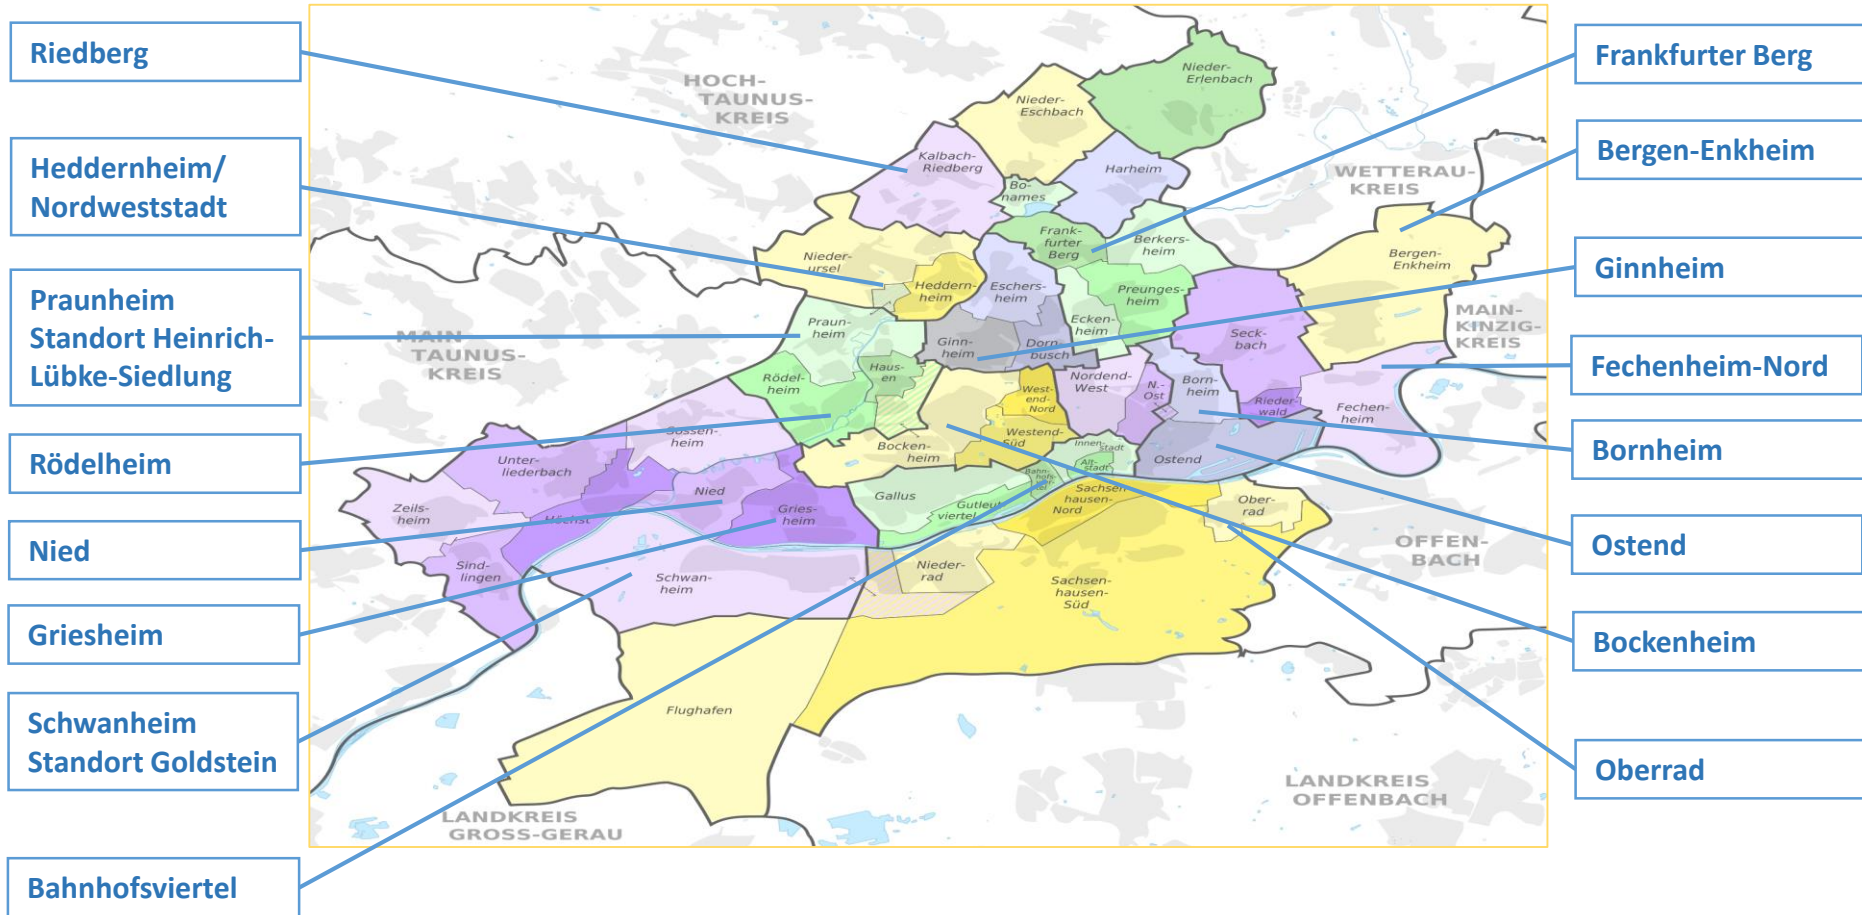 Riedberg
Heddernheim/
Nordweststadt
Praunheim
Standort Heinrich-
Lübke-Siedlung
Rödelheim
Nied
Griesheim
Schwanheim
Standort Goldstein
Bahnhofsviertel
HOCH-
TAUNUS-
KREIS
WETTERAU-
KREIS
MAIN-
KINZIG-
KREIS
MAIN-
TAUNUS-
KREIS
OFFEN-
BACH
LANDKREIS
OFFENBACH
LANDKREIS
GROSS-GERAU
Nieder-
Erlenbach
Nieder-
Eschbach
Kalbach-
Riedberg
Harheim
Bo-
names
Frank-
furter
Berg
Berkers-
heim
Bergen-
Enkheim
Nieder-
ursel
Heddern-
heim
Eschers-
heim
Preunges-
heim
Ecken-
heim
Seck-
bach
Praun-
heim
Ginn-
heim
Dorn-
busch
Haus-
en
Rödel-
heim
West-
end-
Nord
Nordend-
West
N.-
Ost
Born-
heim
Rieder-
wald
Fechen-
heim
Sossen-
heim
Bocken-
heim
Westend-
Süd
Innen-
stadt
Alt-
stadt
Ostend
Unter-
liederbach
Zeils-
heim
Höchst
Nied
Gries-
heim
Gallus
Gutleut-
viertel
Bahn-
hofs-
Sachsen-
hausen-
Nord
Ober-
rad
Sind-
lingen
Schwan-
heim
Nieder-
rad
Sachsen-
hausen-
Süd
Flughafen
Frankfurter Berg
Bergen-Enkheim
Ginnheim
Fechenheim-Nord
Bornheim
Ostend
Bockenheim
Oberrad